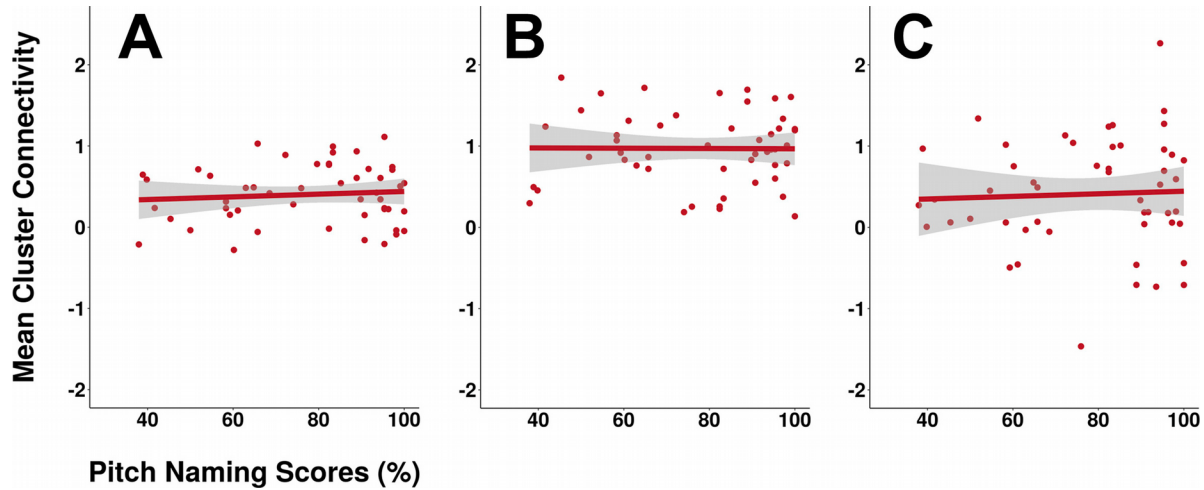 A B C
Mean Cluster Connectivity
2 2 2
1 1 1
0 0 0
-1 -1 -1
-2 -2 -2
40 60 80 100 40 60 80 100 40 60 80 100
Pitch Naming Scores (%)